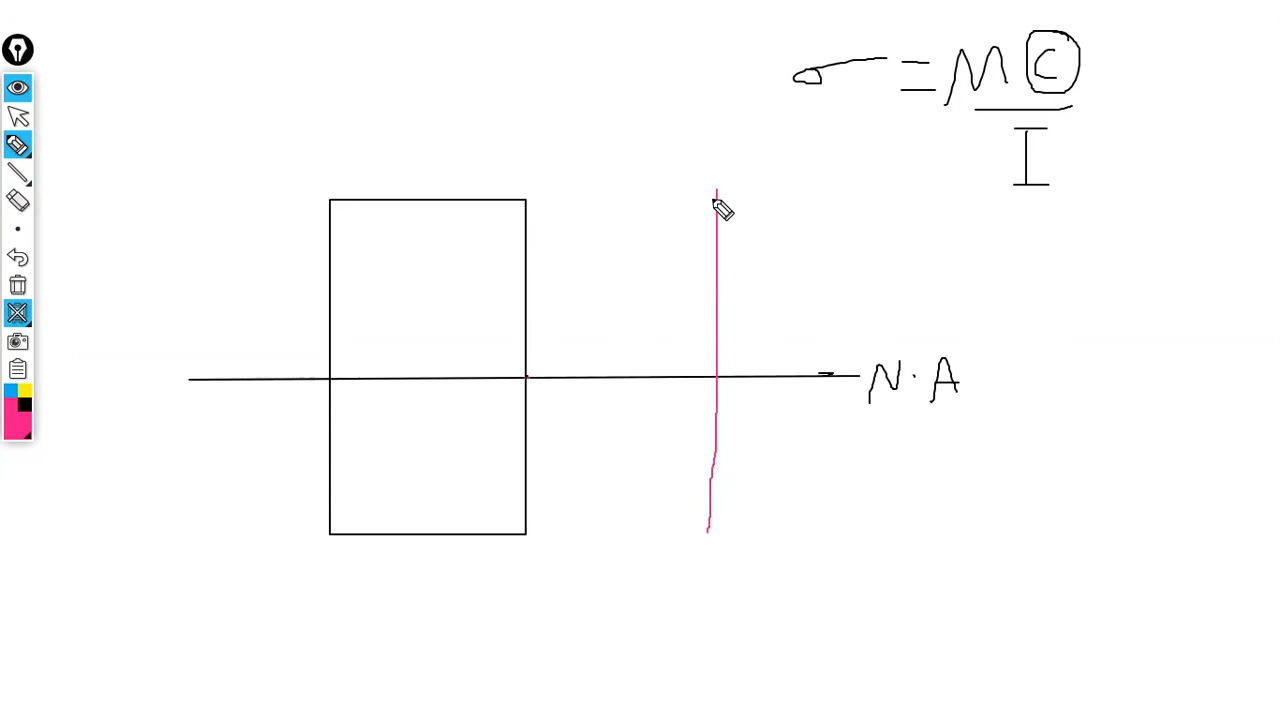 σ = MC
I
N.A